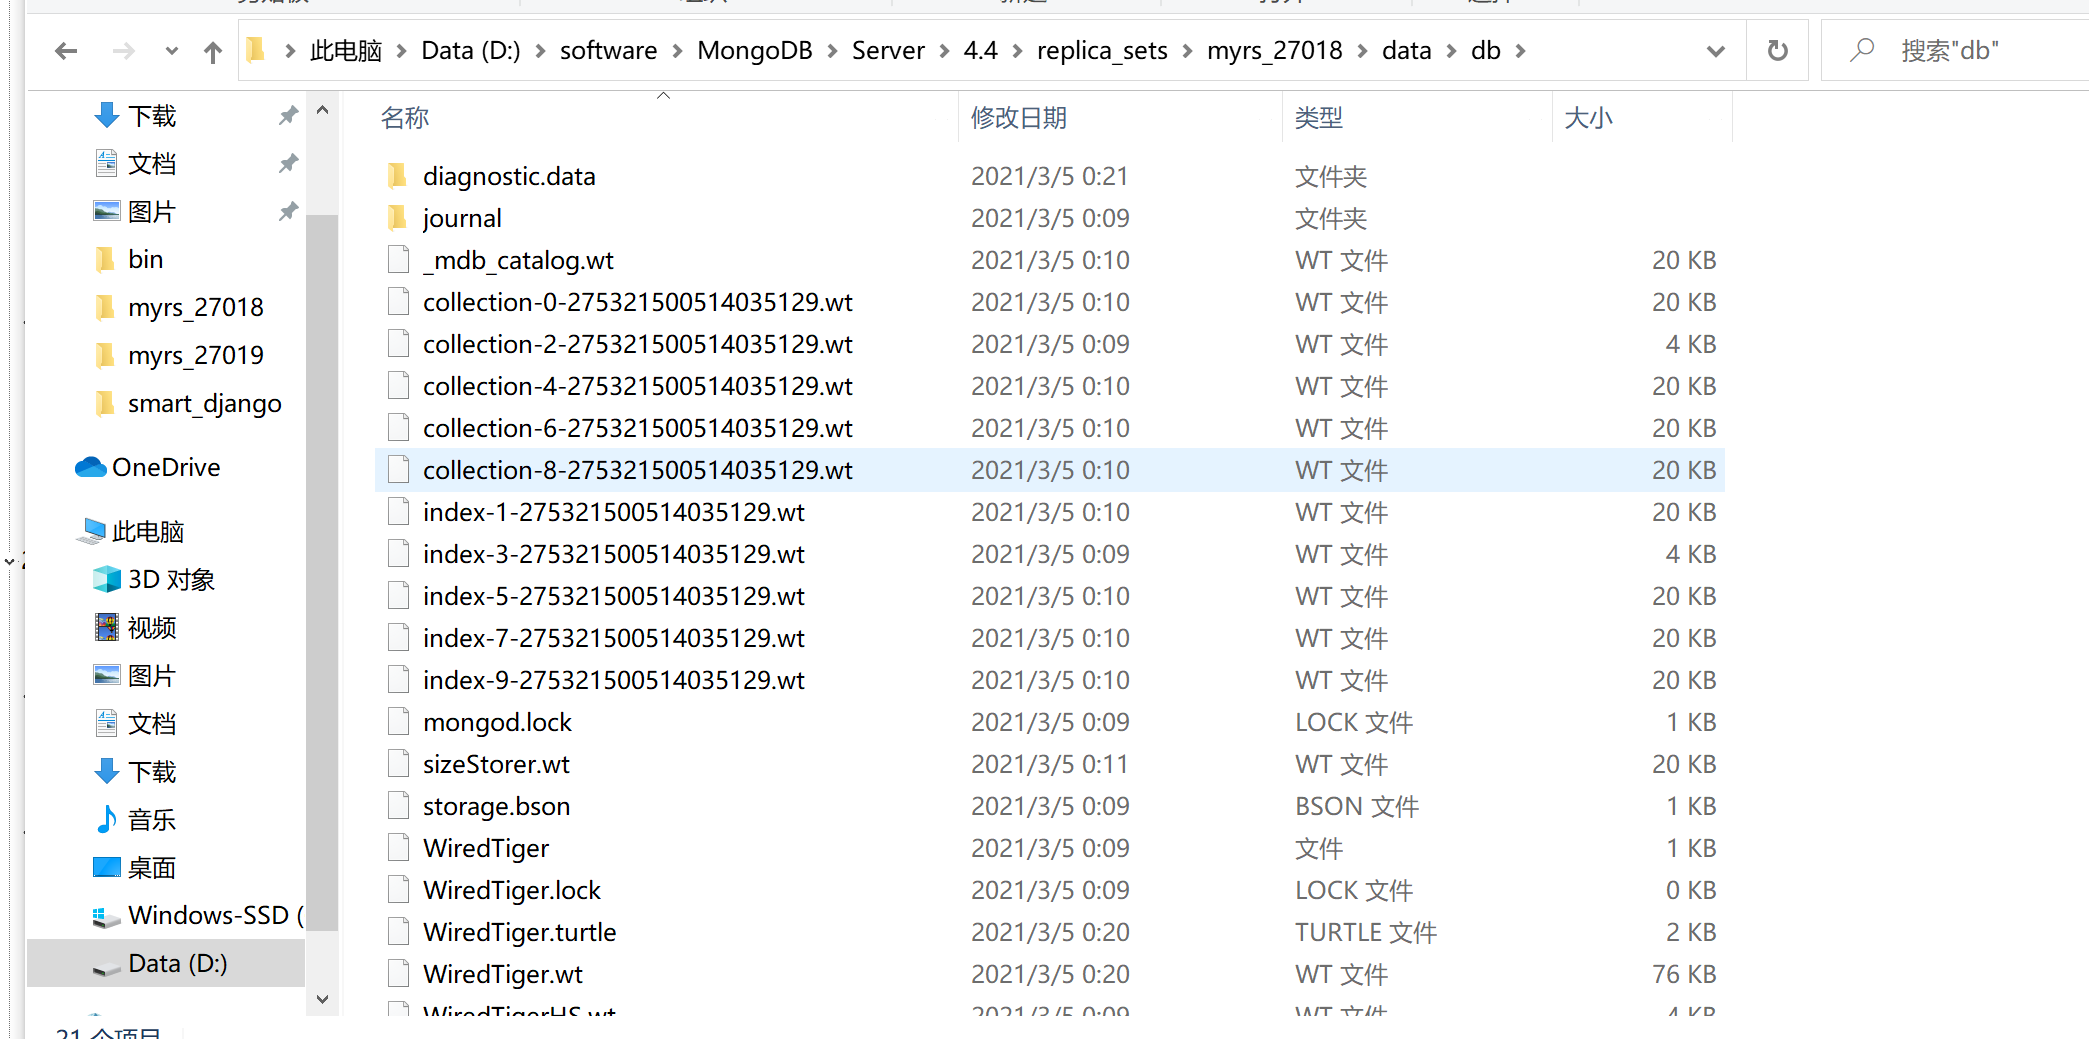 此电脑 Data (D:) software MongoDB Server 4.4 replica_sets myrs_27018 data db 搜索"db"
下载
文档
图片
bin
myrs_27018
myrs_27019
smart_django
OneDrive
此电脑
3D 对象
视频
图片
文档
下载
音乐
桌面
Windows-SSD (
Data (D:)
名称 修改日期 类型 大小
diagnostic.data 2021/3/5 0:21 文件夹
journal 2021/3/5 0:09 文件夹
_mdb_catalog.wt 2021/3/5 0:10 WT 文件 20 KB
collection-0-275321500514035129.wt 2021/3/5 0:10 WT 文件 20 KB
collection-2-275321500514035129.wt 2021/3/5 0:09 WT 文件 4 KB
collection-4-275321500514035129.wt 2021/3/5 0:10 WT 文件 20 KB
collection-6-275321500514035129.wt 2021/3/5 0:10 WT 文件 20 KB
collection-8-275321500514035129.wt 2021/3/5 0:10 WT 文件 20 KB
index-1-275321500514035129.wt 2021/3/5 0:10 WT 文件 20 KB
index-3-275321500514035129.wt 2021/3/5 0:09 WT 文件 4 KB
index-5-275321500514035129.wt 2021/3/5 0:10 WT 文件 20 KB
index-7-275321500514035129.wt 2021/3/5 0:10 WT 文件 20 KB
index-9-275321500514035129.wt 2021/3/5 0:10 WT 文件 20 KB
mongod.lock 2021/3/5 0:09 LOCK 文件 1 KB
sizeStorer.wt 2021/3/5 0:11 WT 文件 20 KB
storage.bson 2021/3/5 0:09 BSON 文件 1 KB
WiredTiger 2021/3/5 0:09 文件 1 KB
WiredTiger.lock 2021/3/5 0:09 LOCK 文件 0 KB
WiredTiger.turtle 2021/3/5 0:20 TURTLE 文件 2 KB
WiredTiger.wt 2021/3/5 0:20 WT 文件 76 KB
WiredTigerHS.wt 2021/3/5 0:09 WT 文件 4 KB
21 个项目